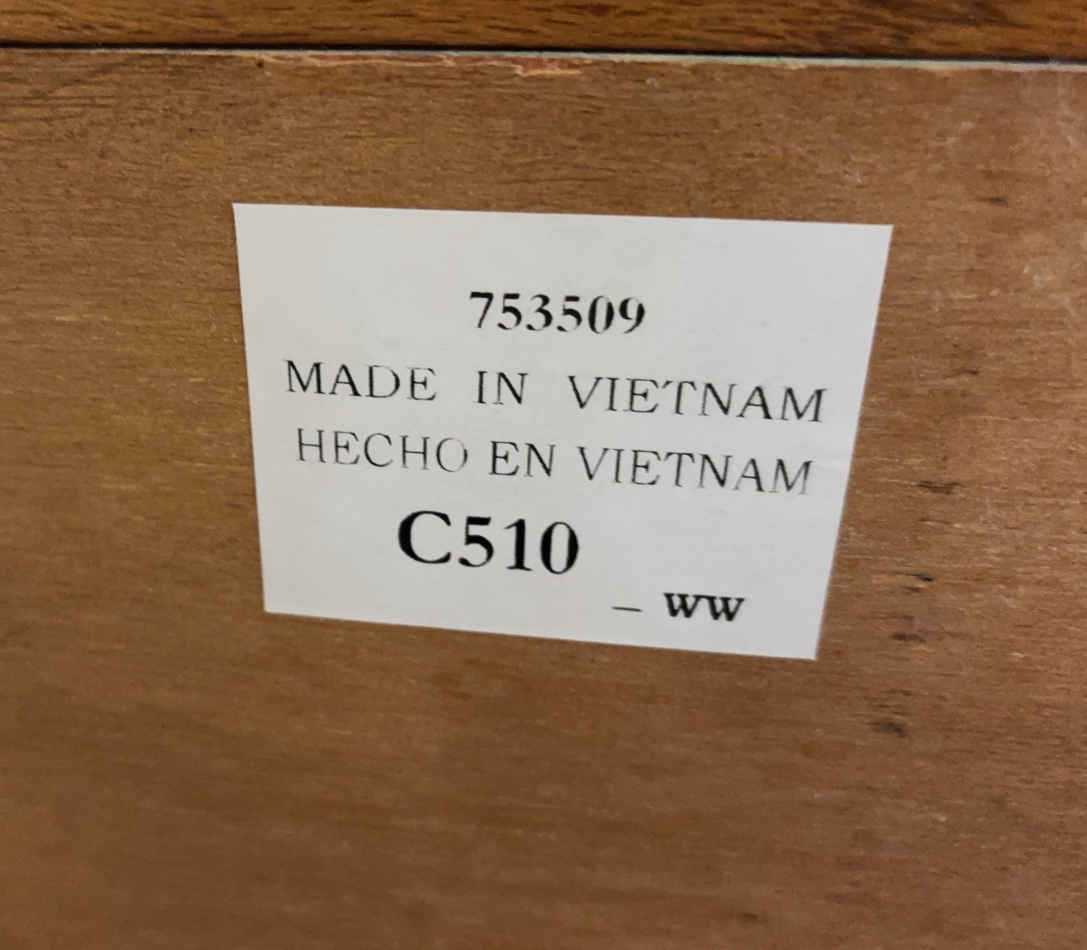 753509
MADE IN VIETNAM
HECHO EN VIETNAM
C510
– WW